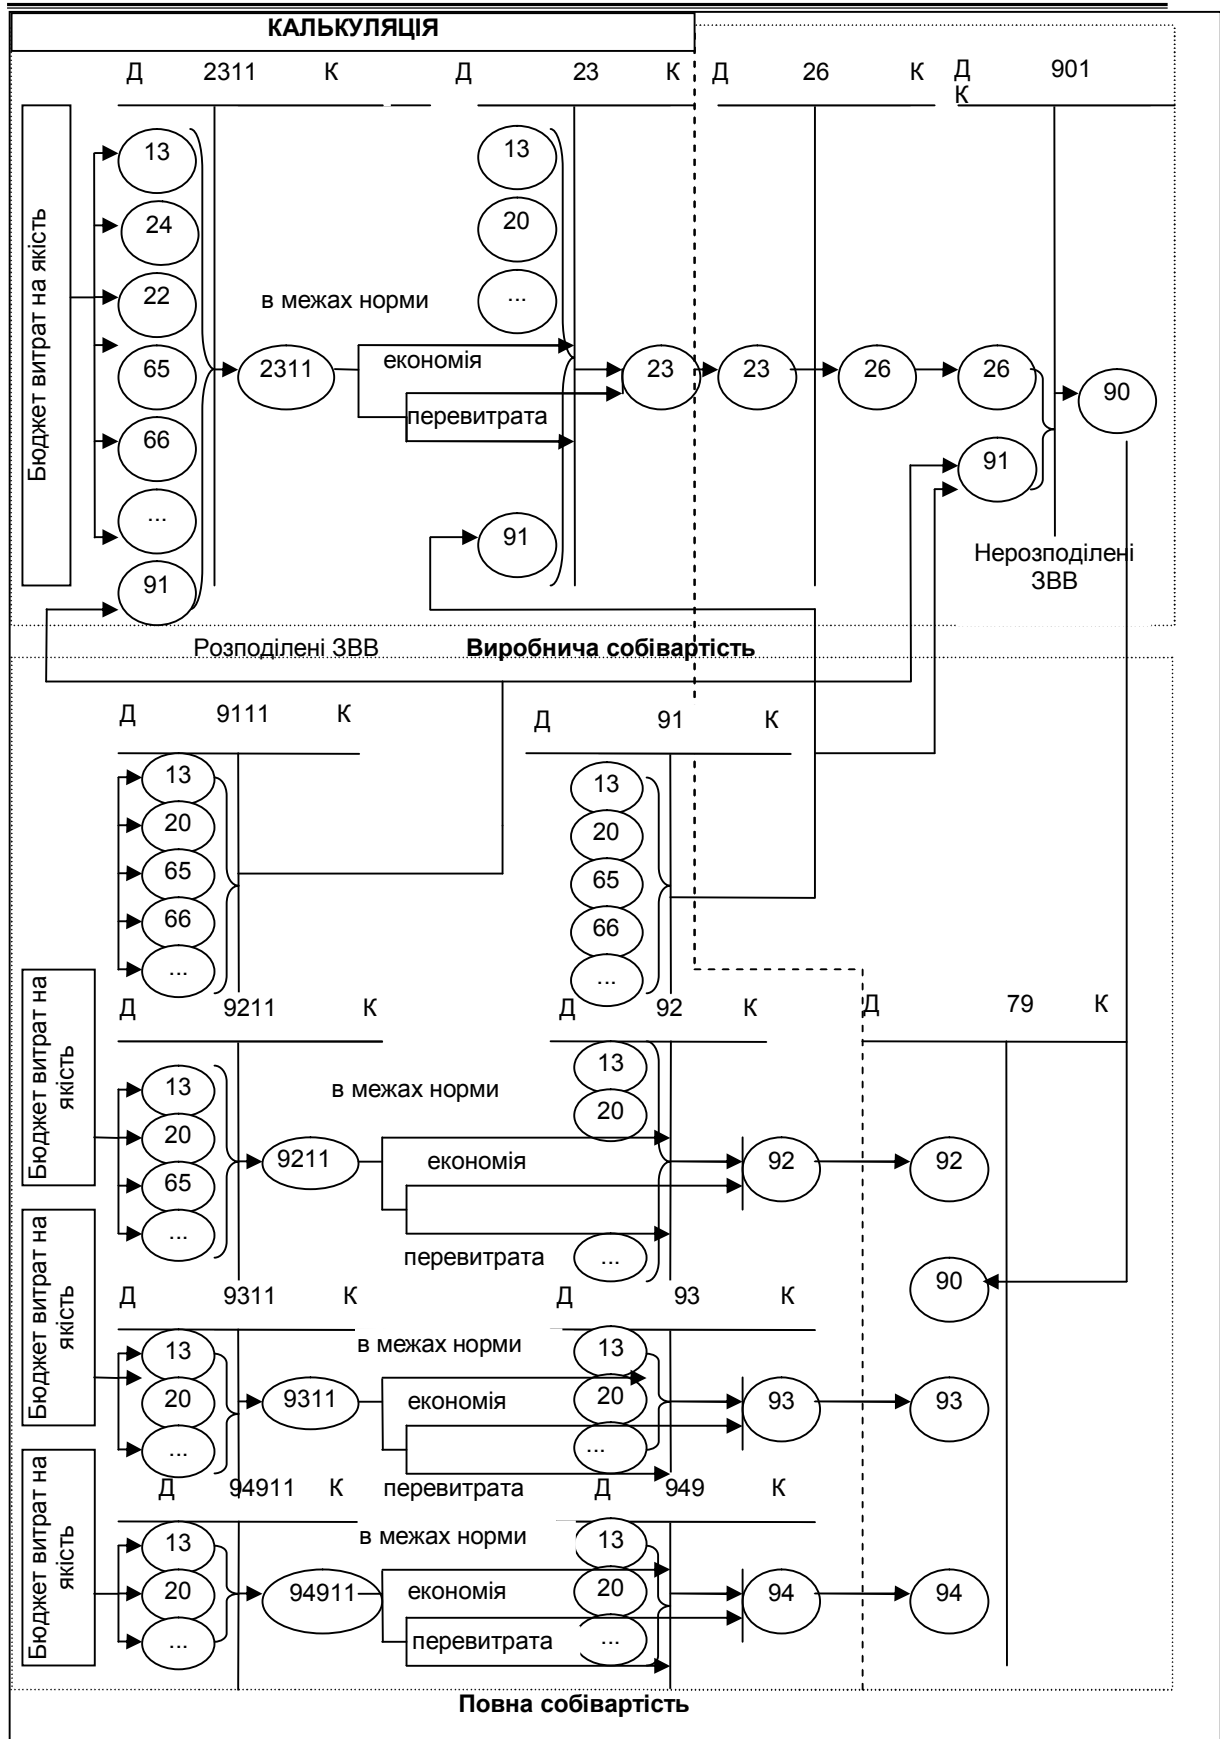 КАЛЬКУЛЯЦІЯ
Д 2311 К Д 23 К Д 26 К Д 901
К
Бюджет витрат на якість
13
24
22
65
66
...
91
13
20
...
в межах норми
економія
перевитрата
2311
23
23
26
26
90
91
91
Нерозподілені
ЗВВ
Розподілені ЗВВ
Виробнича собівартість
Д 9111 К
Д 91 К
13
20
65
66
...
13
20
65
66
...
Бюджет витрат на
якість
Д 9211 К
Д 92 К
Д 79 К
13
20
65
...
в межах норми
13
20
9211
економія
92
92
перевитрата
...
90
Бюджет витрат на
якість
Д 9311 К
Д 93 К
13
20
...
в межах норми
13
20
...
9311
економія
93
93
перевитрата
Бюджет витрат на
якість
Д 94911 К
Д 949 К
13
20
...
в межах норми
13
20
...
94911
економія
94
94
перевитрата
Повна собівартість